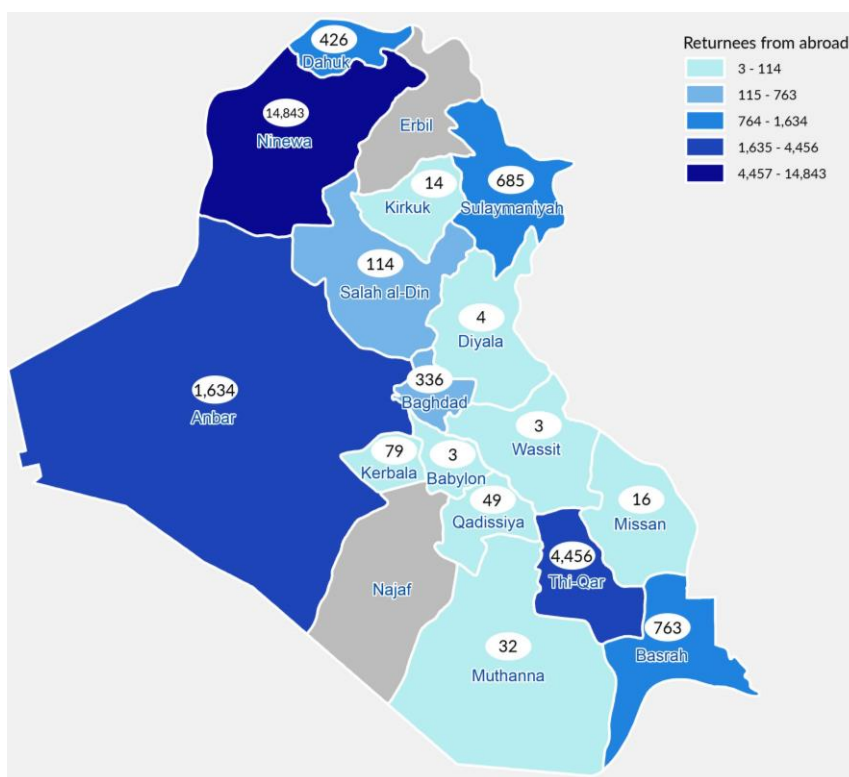 Returnees from abroad
3 - 114
115 - 763
764 - 1,634
1,635 - 4,456
4,457 - 14,843
426
Dahuk
14,843
Ninewa
Erbil
14
Kirkuk
685
Sulaymaniyah
114
Salah al-Din
4
Diyala
1,634
Anbar
336
Baghdad
3
Wassit
79
Kerbala
3
Babylon
49
Qadissiya
16
Missan
4,456
Thi-Qar
Najaf
763
Basrah
32
Muthanna